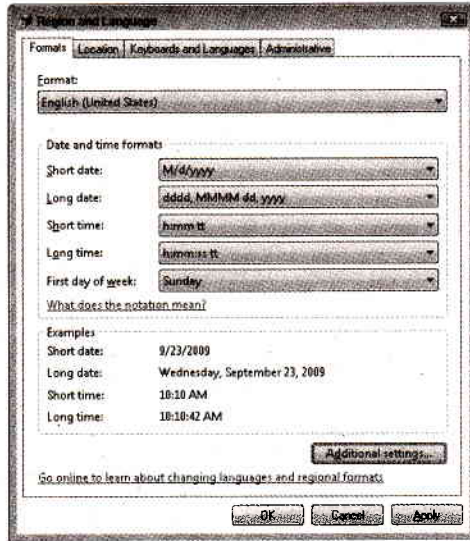 Region and Language
Formats Location Keyboards and Languages Administrative
Format:
English (United States)
Date and time formats
Short date: M/d/yyyy
Long date: dddd, MMMM dd, yyyy
Short time: h:mm tt
Long time: h:mm:ss tt
First day of week: Sunday
What does the notation mean?
Examples
Short date: 9/23/2009
Long date: Wednesday, September 23, 2009
Short time: 10:10 AM
Long time: 10:10:42 AM
Additional settings...
Go online to learn about changing languages and regional formats
OK Cancel Apply